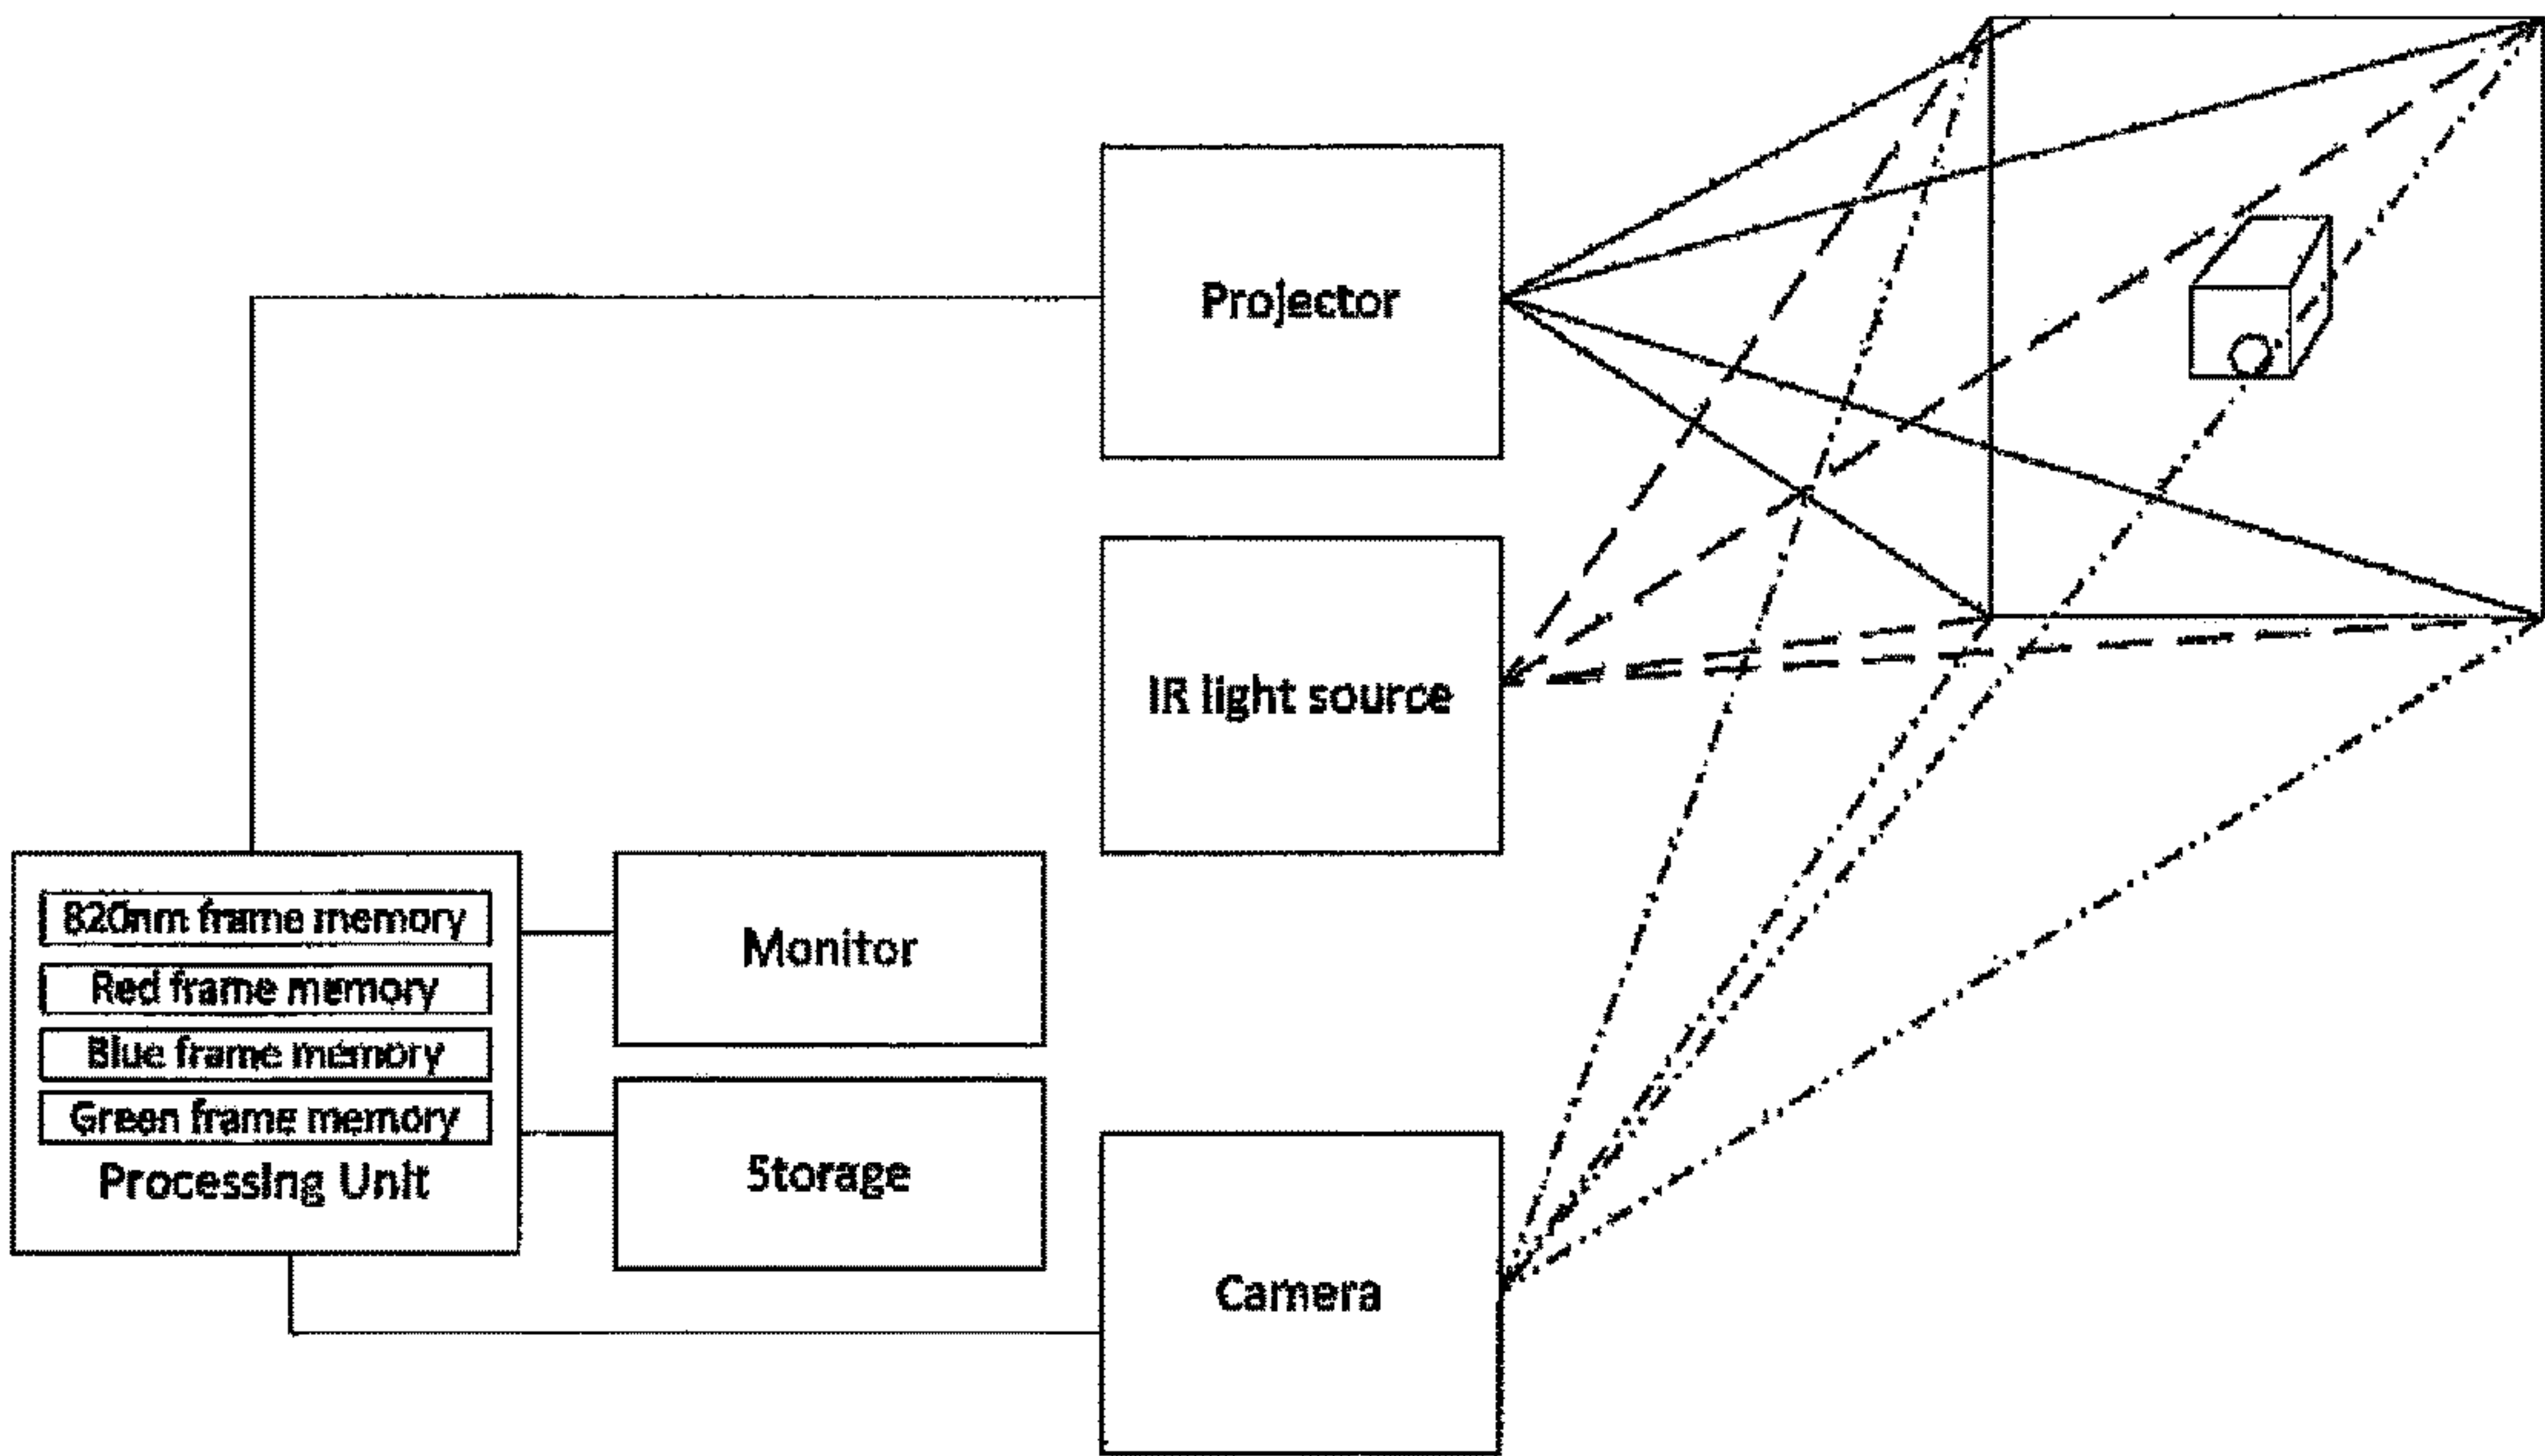 Projector
IR light source
820nm frame memory
Red frame memory
Blue frame memory
Green frame memory
Processing Unit
Monitor
Storage
Camera